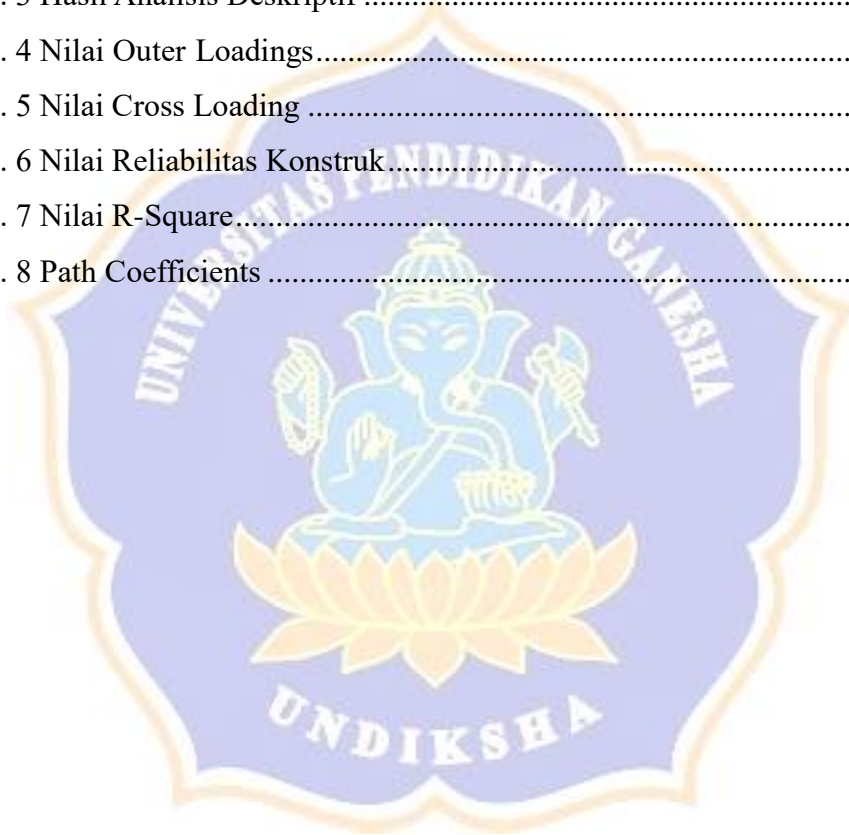 . 3 Hasil Analisis Deskriptif ................................................................
. 4 Nilai Outer Loadings......................................................................
. 5 Nilai Cross Loading .......................................................................
. 6 Nilai Reliabilitas Konstruk.............................................................
. 7 Nilai R-Square................................................................................
. 8 Path Coefficients ...........................................................................
UNIVERSITAS PENDIDIKAN GANESHA
UNDIKSHA